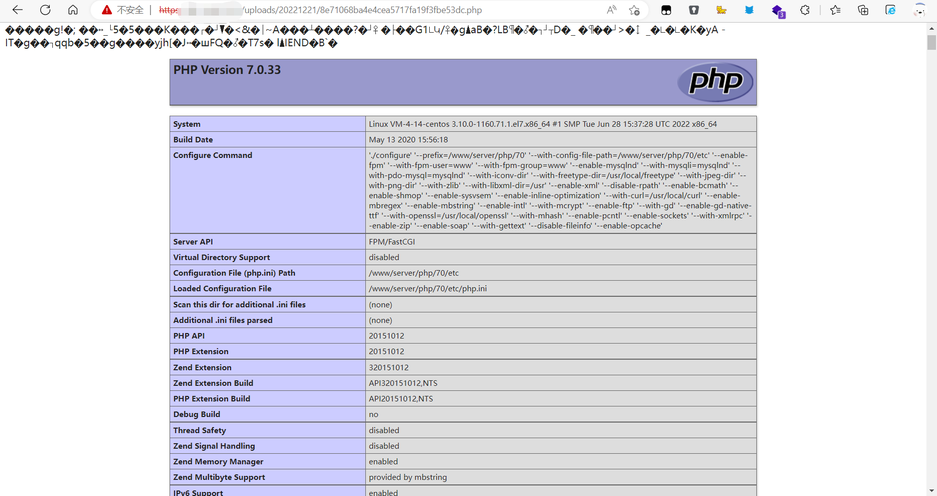 不安全
https
/uploads/20221221/8e71068ba4e4cea5717fa19f3fbe53dc.php
PHP Version 7.0.33
php
System Linux VM-4-14-centos 3.10.0-1160.71.1.el7.x86_64 #1 SMP Tue Jun 28 15:37:28 UTC 2022 x86_64
Build Date May 13 2020 15:56:18
Configure Command './configure' '--prefix=/www/server/php/70' '--with-config-file-path=/www/server/php/70/etc' '--enable-
fpm' '--with-fpm-user=www' '--with-fpm-group=www' '--enable-mysqlnd' '--with-mysqli=mysqlnd' '--
with-pdo-mysql=mysqlnd' '--with-iconv-dir' '--with-freetype-dir=/usr/local/freetype' '--with-jpeg-dir' '--
with-png-dir' '--with-zlib' '--with-libxml-dir=/usr' '--enable-xml' '--disable-rpath' '--enable-bcmath' '--
enable-shmop' '--enable-sysvsem' '--enable-inline-optimization' '--with-curl=/usr/local/curl' '--enable-
mbregex' '--enable-mbstring' '--enable-intl' '--with-mcrypt' '--enable-ftp' '--with-gd' '--enable-gd-native-
ttf' '--with-openssl=/usr/local/openssl' '--with-mhash' '--enable-pcntl' '--enable-sockets' '--with-xmlrpc' '-
-enable-zip' '--enable-soap' '--with-gettext' '--disable-fileinfo' '--enable-opcache'
Server API FPM/FastCGI
Virtual Directory Support disabled
Configuration File (php.ini) Path /www/server/php/70/etc
Loaded Configuration File /www/server/php/70/etc/php.ini
Scan this dir for additional .ini files (none)
Additional .ini files parsed (none)
PHP API 20151012
PHP Extension 20151012
Zend Extension 320151012
Zend Extension Build API320151012,NTS
PHP Extension Build API20151012,NTS
Debug Build no
Thread Safety disabled
Zend Signal Handling disabled
Zend Memory Manager enabled
Zend Multibyte Support provided by mbstring
IPv6 Support enabled